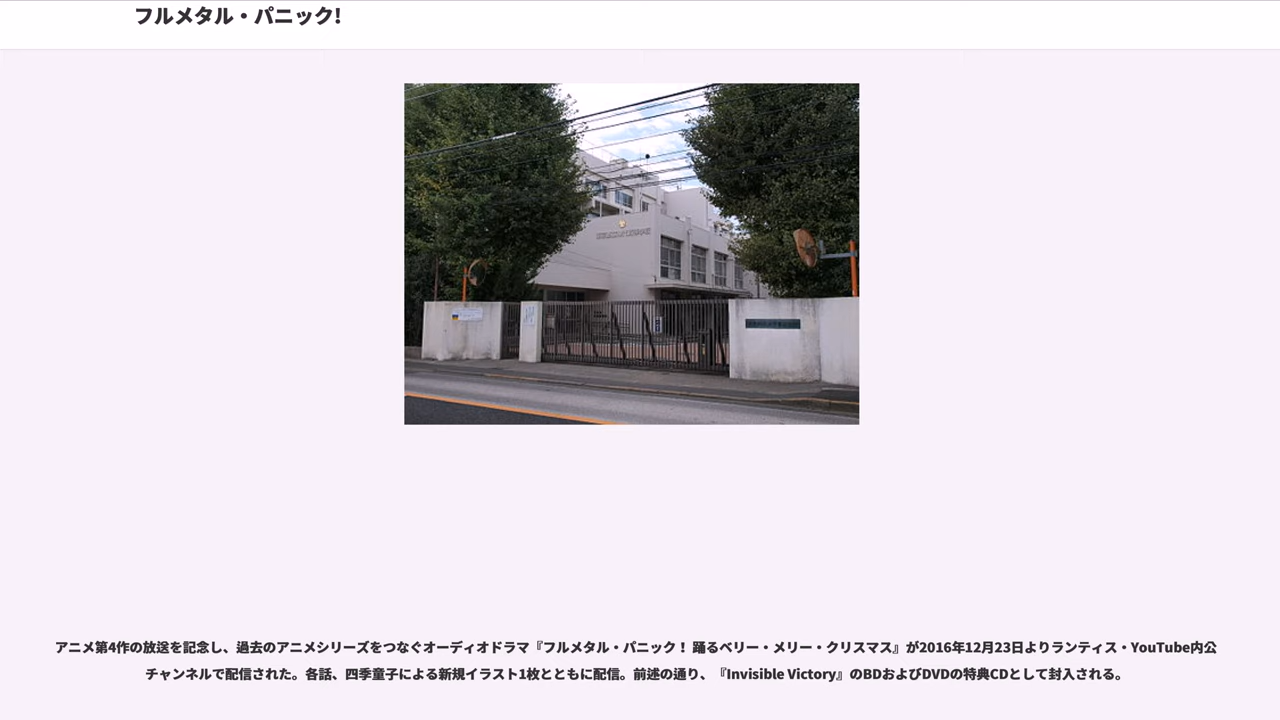 フルメタル・パニック!
アニメ第4作の放送を記念し、過去のアニメシリーズをつなぐオーディオドラマ『フルメタル・パニック！ 踊るベリー・メリー・クリスマス』が2016年12月23日よりランティス・YouTube内公
チャンネルで配信された。各話、四季童子による新規イラスト1枚とともに配信。前述の通り、『Invisible Victory』のBDおよびDVDの特典CDとして封入される。